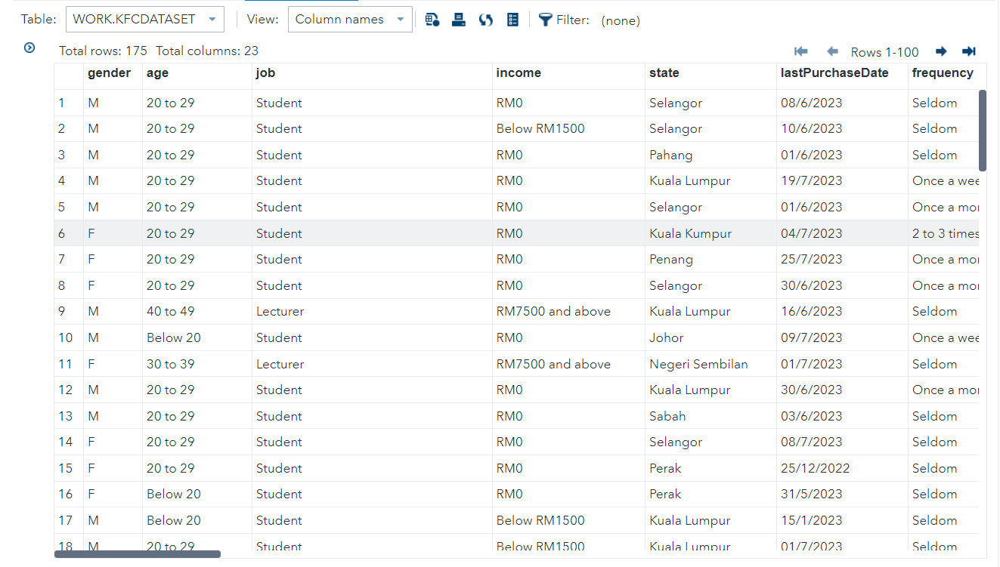 Table: WORK.KFCDATASET View: Column names Filter: (none)
Total rows: 175 Total columns: 23 Rows 1-100
gender age job income state lastPurchaseDate frequency
1 M 20 to 29 Student RM0 Selangor 08/6/2023 Seldom
2 M 20 to 29 Student Below RM1500 Selangor 10/6/2023 Seldom
3 M 20 to 29 Student RM0 Pahang 01/6/2023 Seldom
4 M 20 to 29 Student RM0 Kuala Lumpur 19/7/2023 Once a wee
5 M 20 to 29 Student RM0 Selangor 01/6/2023 Once a mo
6 F 20 to 29 Student RM0 Kuala Kumpur 04/7/2023 2 to 3 times
7 F 20 to 29 Student RM0 Penang 25/7/2023 Once a mo
8 F 20 to 29 Student RM0 Selangor 30/6/2023 Once a mo
9 M 40 to 49 Lecturer RM7500 and above Kuala Lumpur 16/6/2023 Seldom
10 M Below 20 Student RM0 Johor 09/7/2023 Once a wee
11 F 30 to 39 Lecturer RM7500 and above Negeri Sembilan 01/7/2023 Seldom
12 M 20 to 29 Student RM0 Kuala Lumpur 30/6/2023 Once a mo
13 M 20 to 29 Student RM0 Sabah 03/6/2023 Seldom
14 F 20 to 29 Student RM0 Selangor 08/7/2023 Seldom
15 F 20 to 29 Student RM0 Perak 25/12/2022 Seldom
16 F Below 20 Student RM0 Perak 31/5/2023 Seldom
17 M Below 20 Student Below RM1500 Kuala Lumpur 15/1/2023 Seldom
18 M 20 to 29 Student Below RM1500 Kuala Lumpur 01/7/2023 Seldom